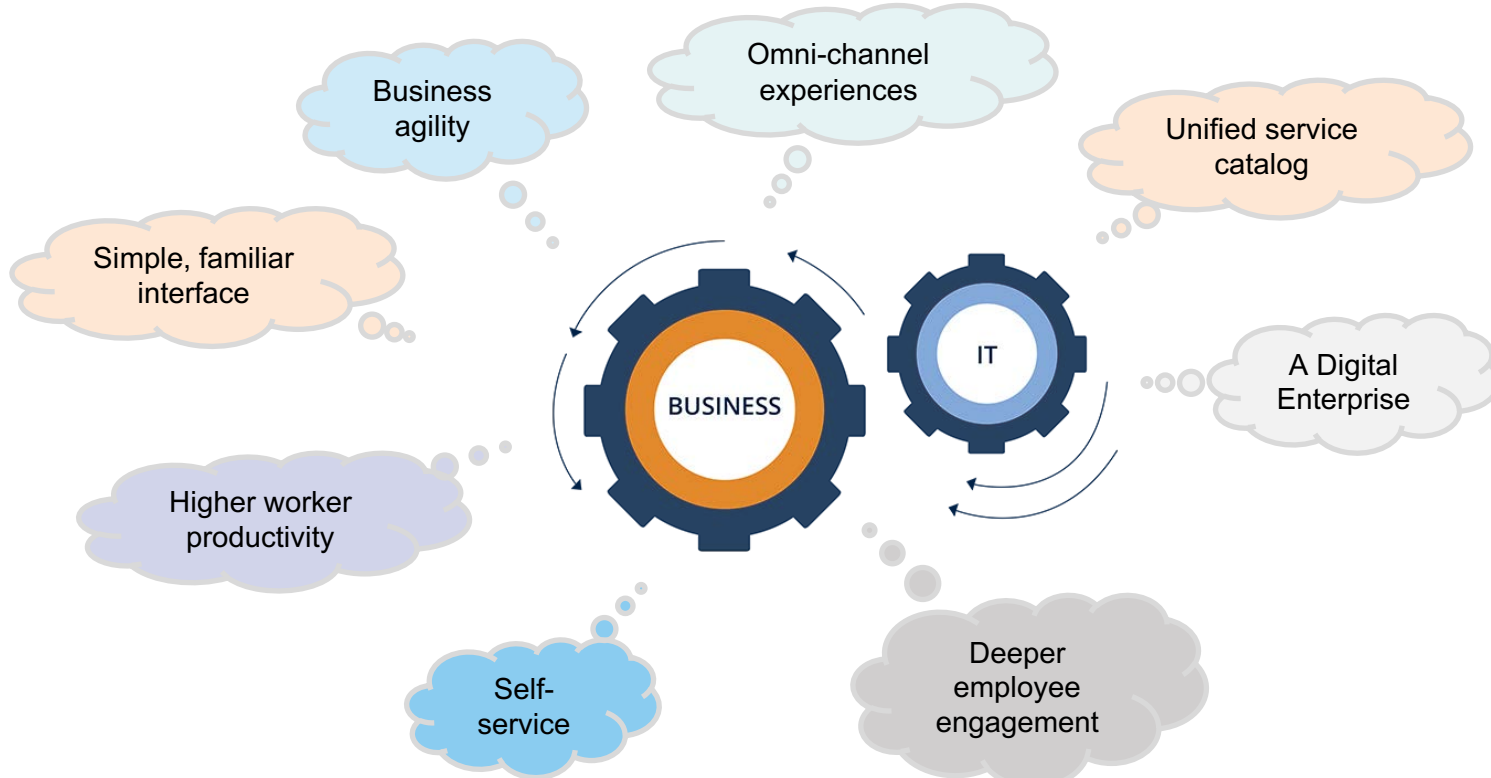 Omni-channel
experiences
Business
agility
Unified service
catalog
Simple, familiar
interface
IT
A Digital
Enterprise
BUSINESS
Higher worker
productivity
Deeper
employee
engagement
Self-
service